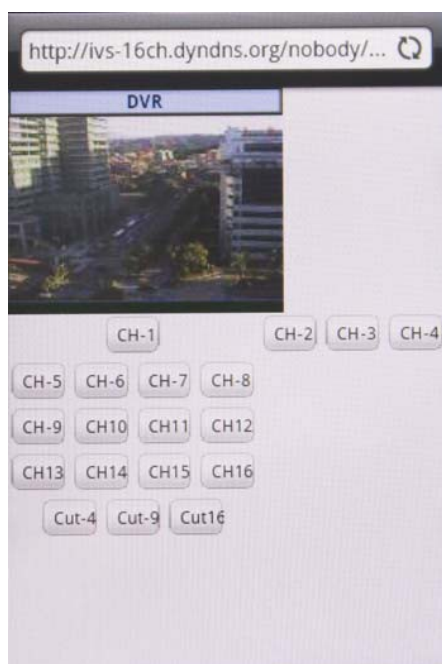 http://ivs-16ch.dyndns.org/nobody/...
DVR
CH-1 CH-2 CH-3 CH-4
CH-5 CH-6 CH-7 CH-8
CH-9 CH10 CH11 CH12
CH13 CH14 CH15 CH16
Cut-4 Cut-9 Cut16